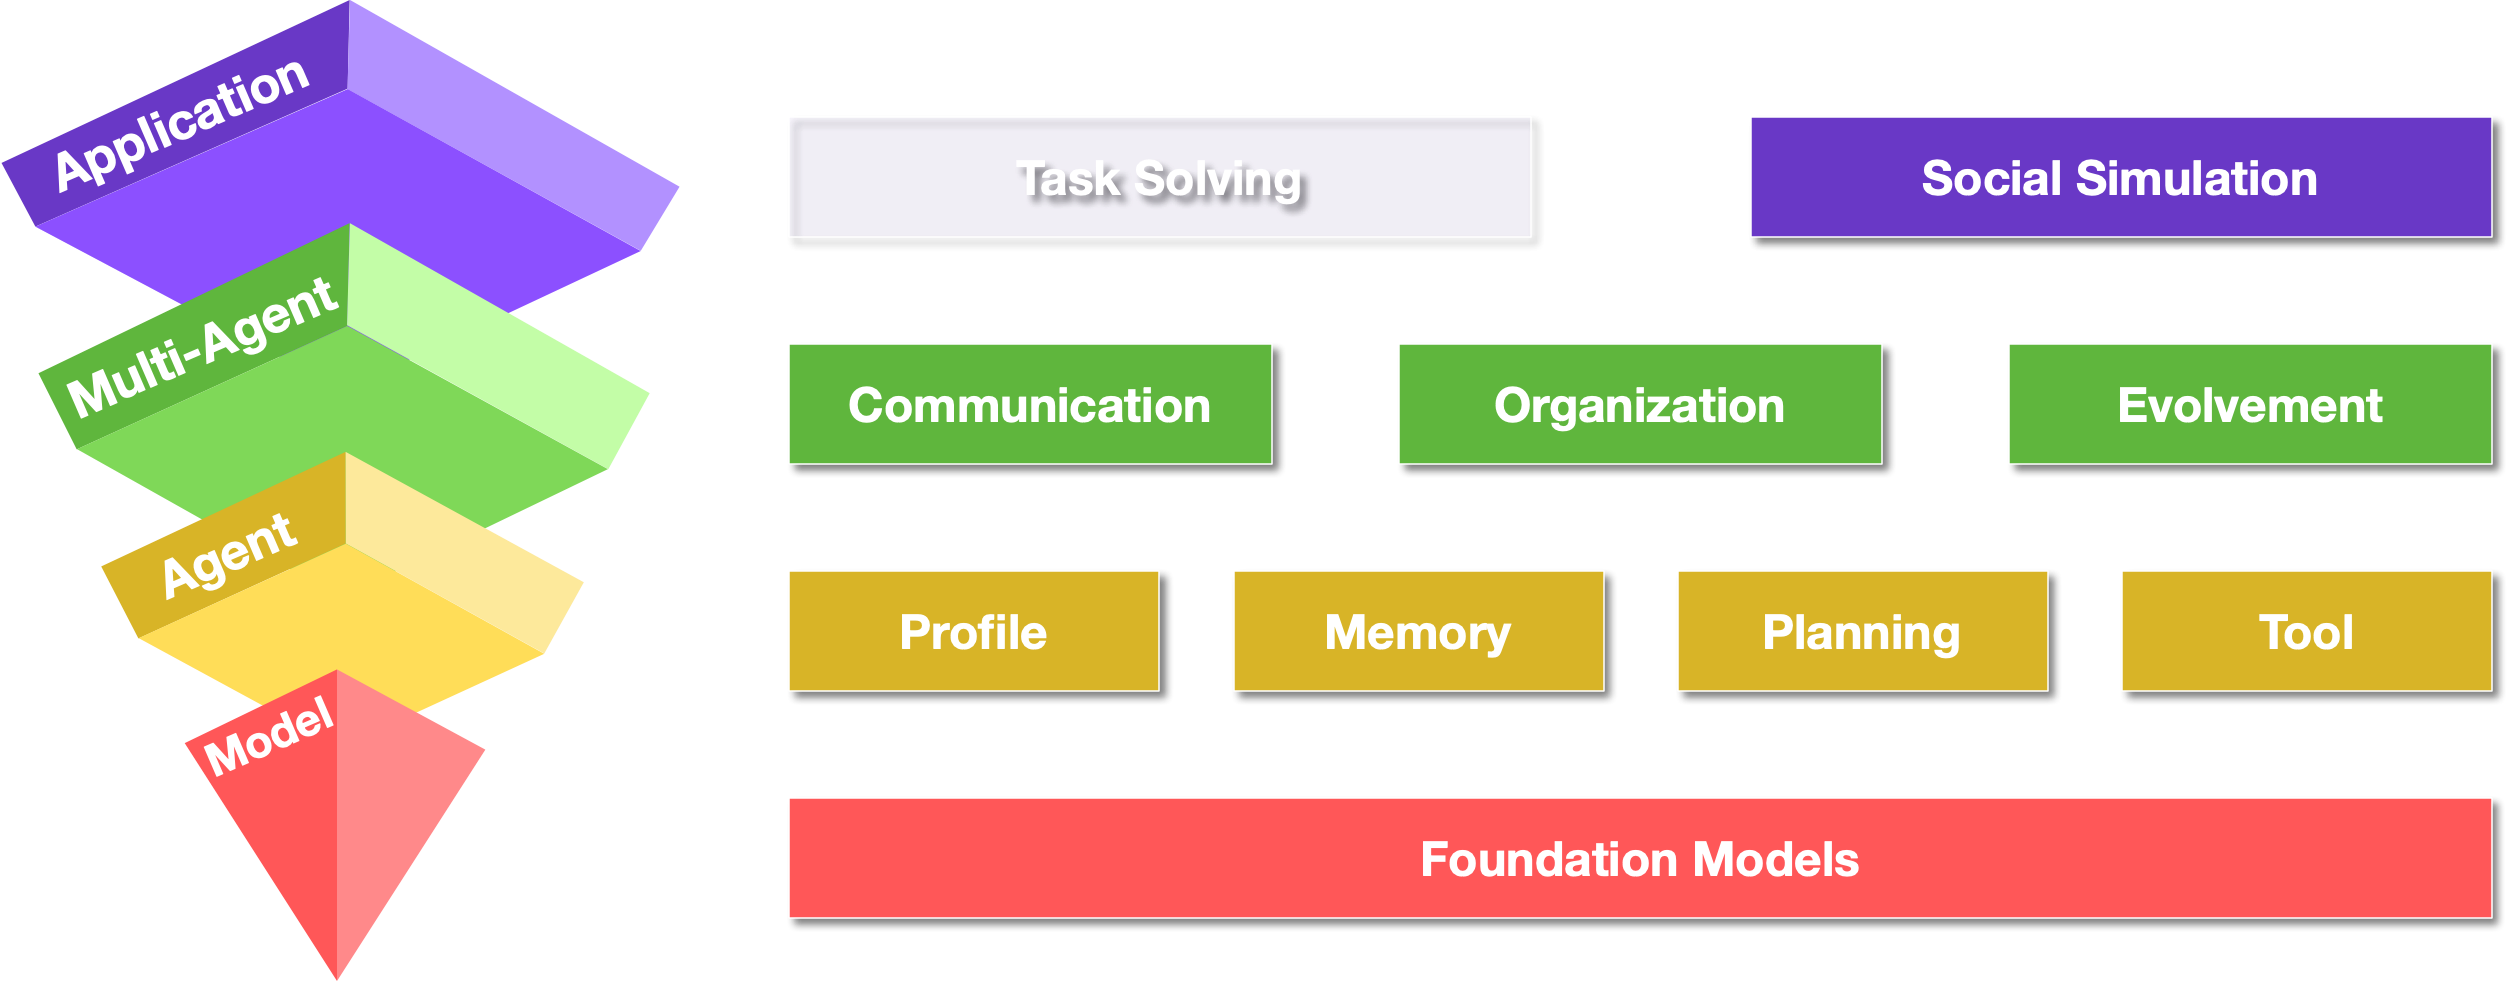 Application
Task Solving
Social Simulation
Multi-Agent
Communication
Organization
Evolvement
Agent
Profile
Memory
Planning
Tool
Model
Foundation Models